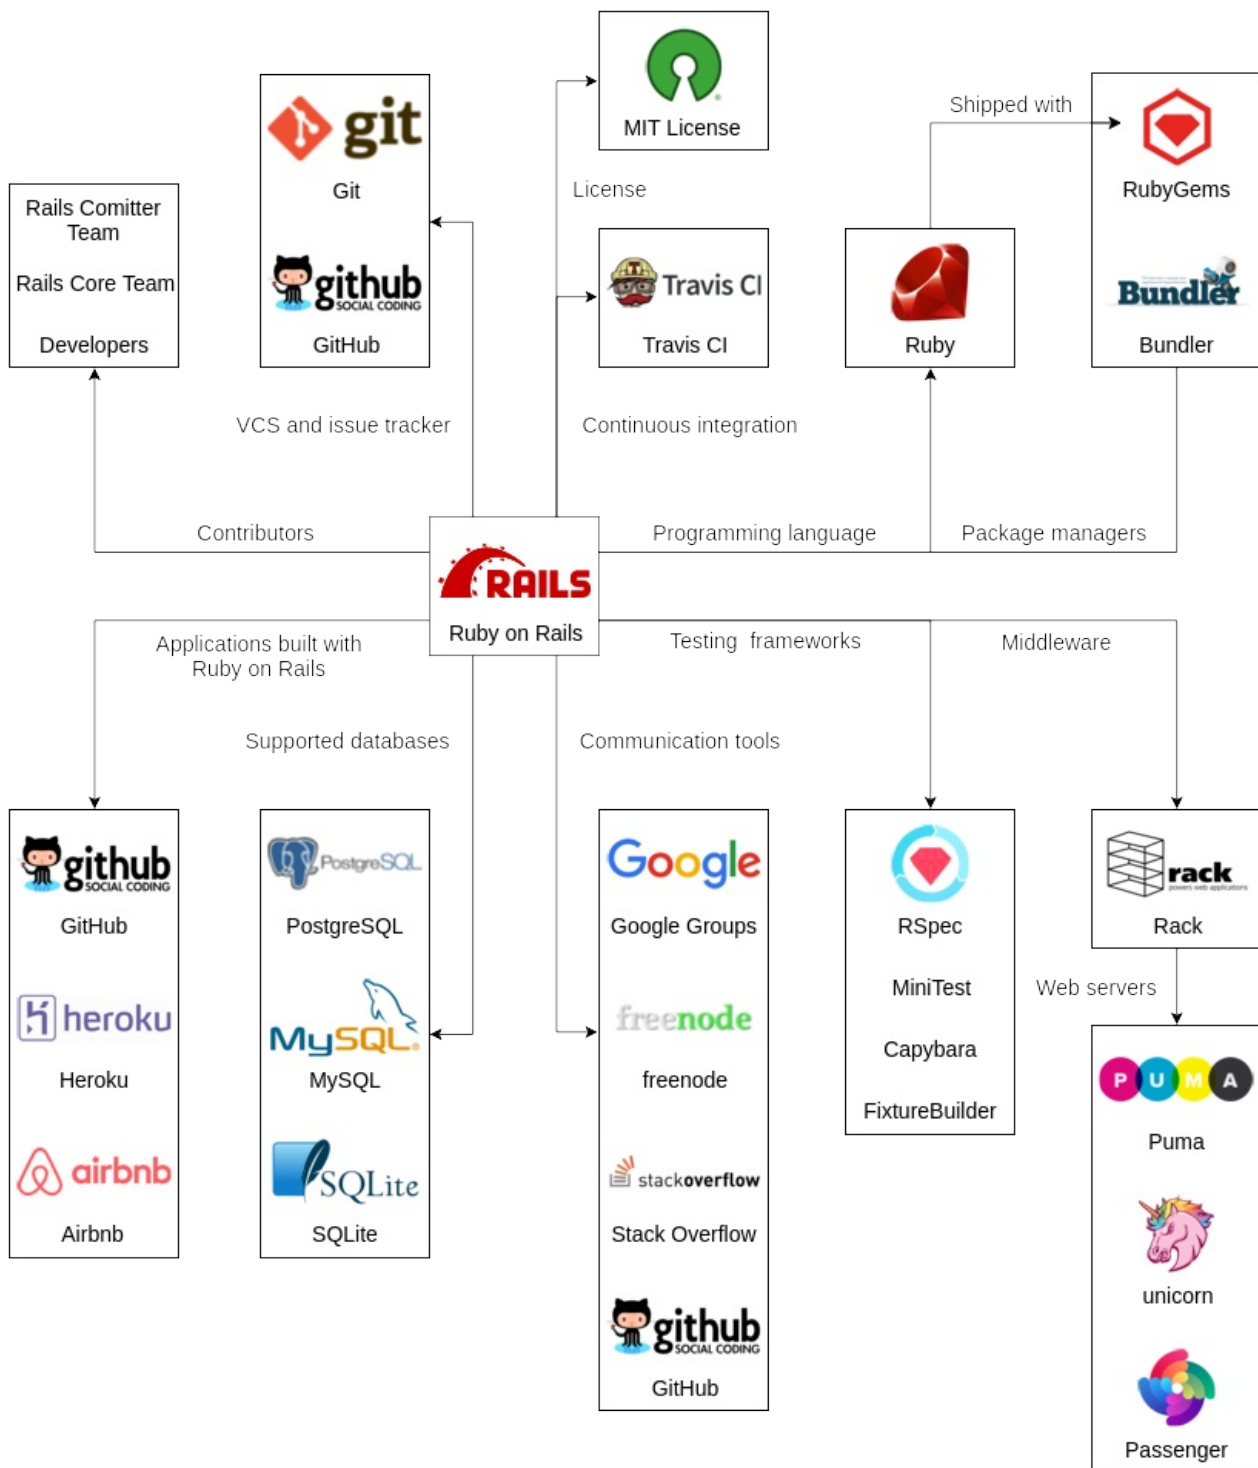 MIT License
git
Git
github
SOCIAL CODING
GitHub
Rails Comitter
Team
Rails Core Team
Developers
License
Travis CI
Travis CI
Shipped with
RubyGems
Bundler
Bundler
Ruby
VCS and issue tracker
Continuous integration
Contributors
Programming language
Package managers
RAILS
Ruby on Rails
Applications built with
Ruby on Rails
Testing frameworks
Middleware
Supported databases
Communication tools
github
SOCIAL CODING
GitHub
heroku
Heroku
airbnb
Airbnb
PostgreSQL
PostgreSQL
MySQL
MySQL
SQLite
SQLite
Google
Google Groups
freenode
freenode
stackoverflow
Stack Overflow
github
SOCIAL CODING
GitHub
RSpec
MiniTest
Capybara
FixtureBuilder
rack
powers web applications
Rack
Web servers
PUMA
Puma
unicorn
Passenger